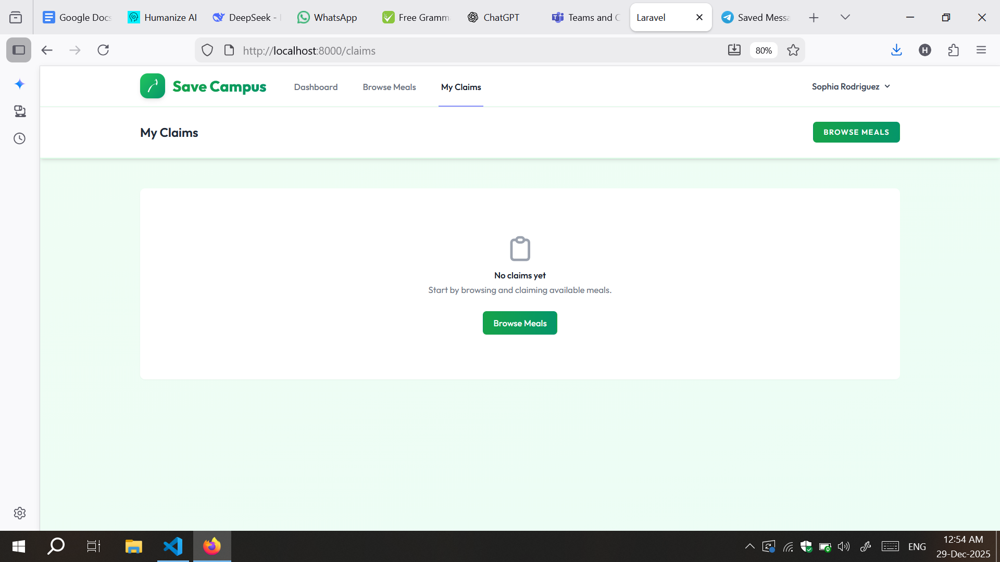 Google Docs
Humanize AI
DeepSeek -
WhatsApp
Free Gramm
ChatGPT
Teams and C
Laravel
Saved Messa
http://localhost:8000/claims
80%
H
Save Campus
Dashboard
Browse Meals
My Claims
Sophia Rodriguez
My Claims
BROWSE MEALS
No claims yet
Start by browsing and claiming available meals.
Browse Meals
ENG
12:54 AM
29-Dec-2025